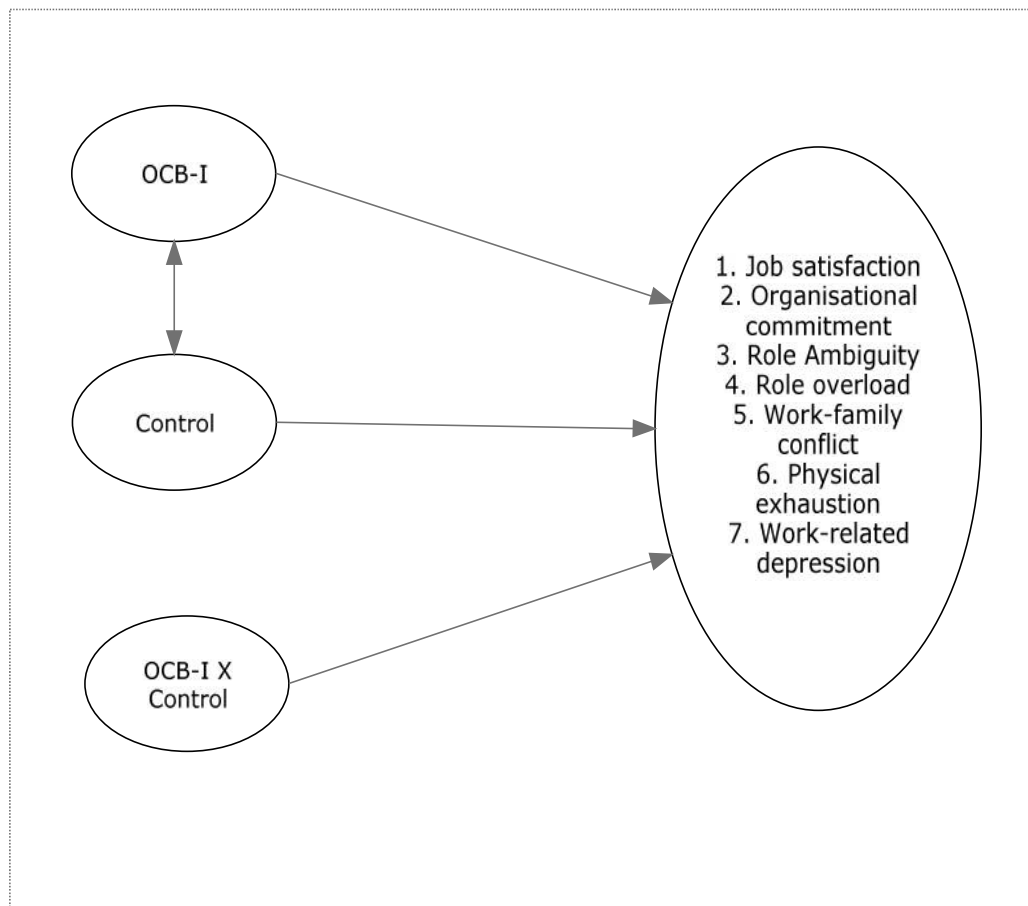 OCB-I
Control
OCB-I X
Control
1. Job satisfaction
2. Organisational
commitment
3. Role Ambiguity
4. Role overload
5. Work-family
conflict
6. Physical
exhaustion
7. Work-related
depression